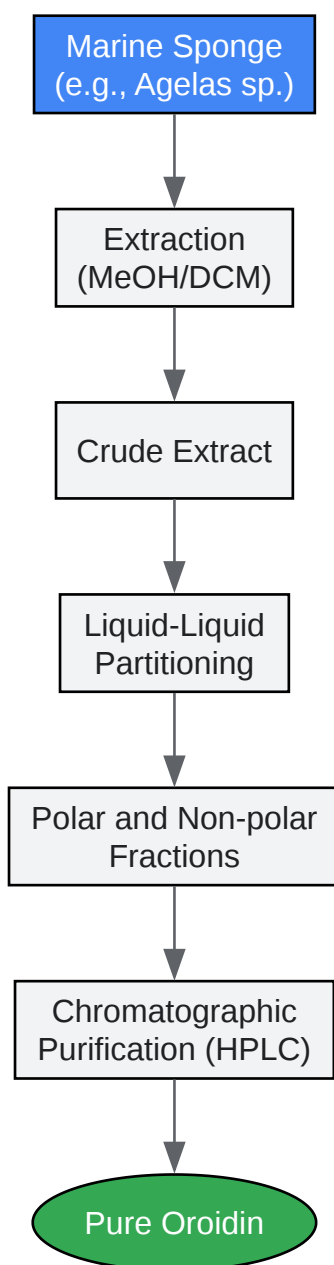 Marine Sponge
(e.g., Agelas sp.)
Extraction
(MeOH/DCM)
Crude Extract
Liquid-Liquid
Partitioning
Polar and Non-polar
Fractions
Chromatographic
Purification (HPLC)
Pure Oroidin